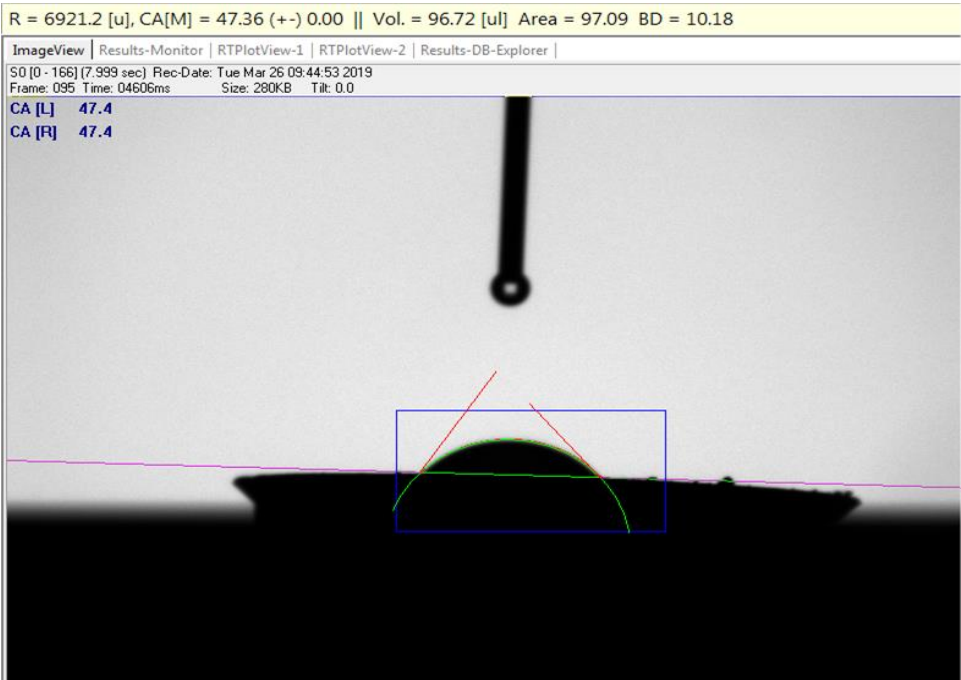 R = 6921.2 [u], CA[M] = 47.36 (+-) 0.00 || Vol. = 96.72 [ul] Area = 97.09 BD = 10.18
ImageView | Results-Monitor | RTPlotView-1 | RTPlotView-2 | Results-DB-Explorer |
S0 [0 - 166] (7.999 sec) Rec-Date: Tue Mar 26 09:44:53 2019
Frame: 095 Time: 04606ms Size: 280KB Tilt: 0.0
CA [L] 47.4
CA [R] 47.4